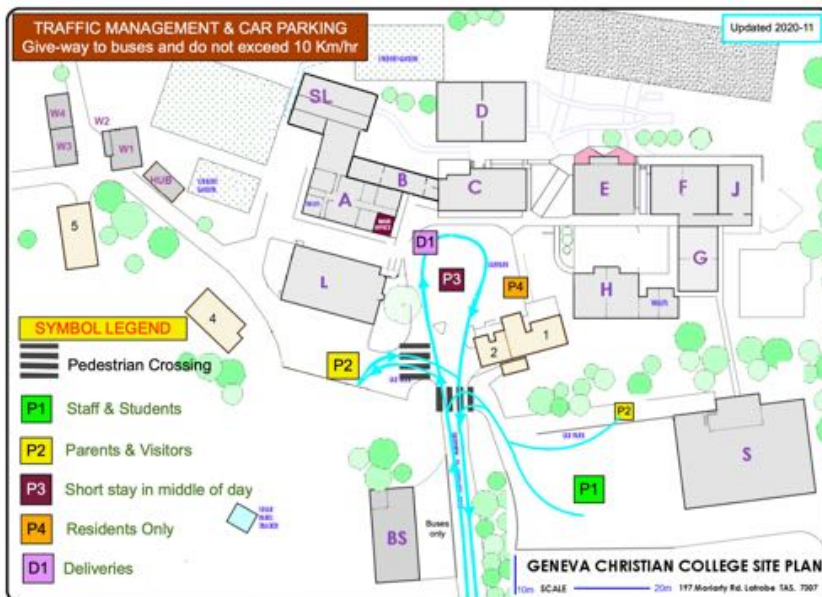 TRAFFIC MANAGEMENT & CAR PARKING
Give-way to buses and do not exceed 10 Km/hr
Updated 2020-11
SL
D
W4
W2
W3
W1
HUB
A
B
C
E
F
J
5
D1
P3
P4
G
L
H
4
2
1
SYMBOL LEGEND
Pedestrian Crossing
P2
P2
P1 Staff & Students
P2 Parents & Visitors
P3 Short stay in middle of day
P4 Residents Only
D1 Deliveries
S
P1
BS
Buses
only
GENEVA CHRISTIAN COLLEGE SITE PLAN
10m SCALE 20m 197 Moriarty Rd. Latrobe TAS. 7307